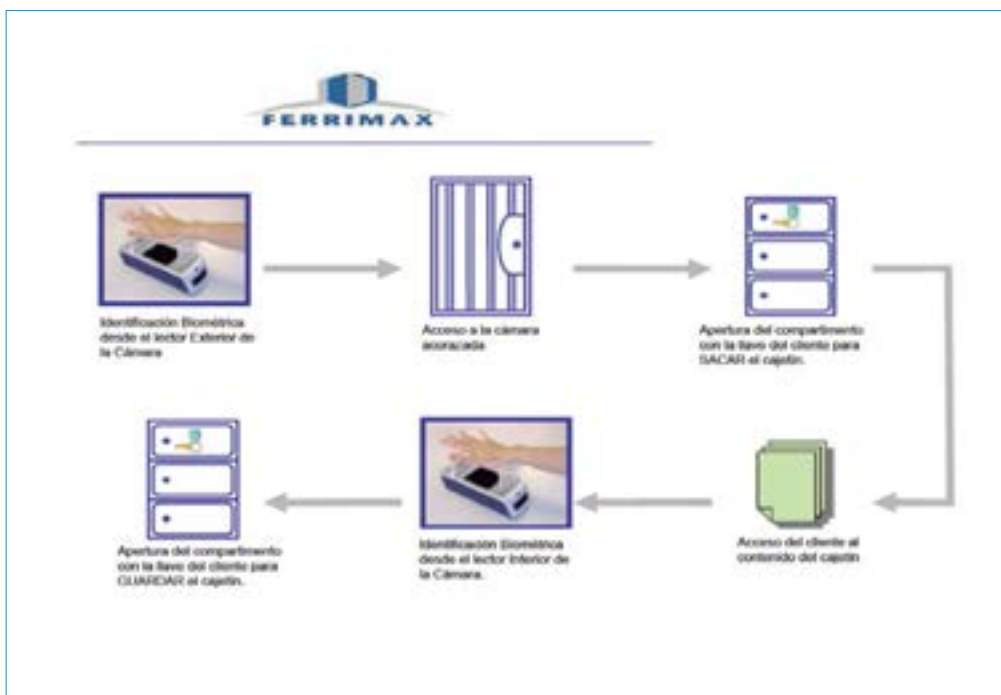 FERRIMAX
Identificación Biométrica
desde el lector Exterior de
la Cámara
Acceso a la cámara
acorazada
Apertura del compartimento
con la llave del cliente para
SACAR el cajetín.
Acceso del cliente al
contenido del cajetín
Identificación Biométrica
desde el lector Interior de
la Cámara.
Apertura del compartimento
con la llave del cliente para
GUARDAR el cajetín.